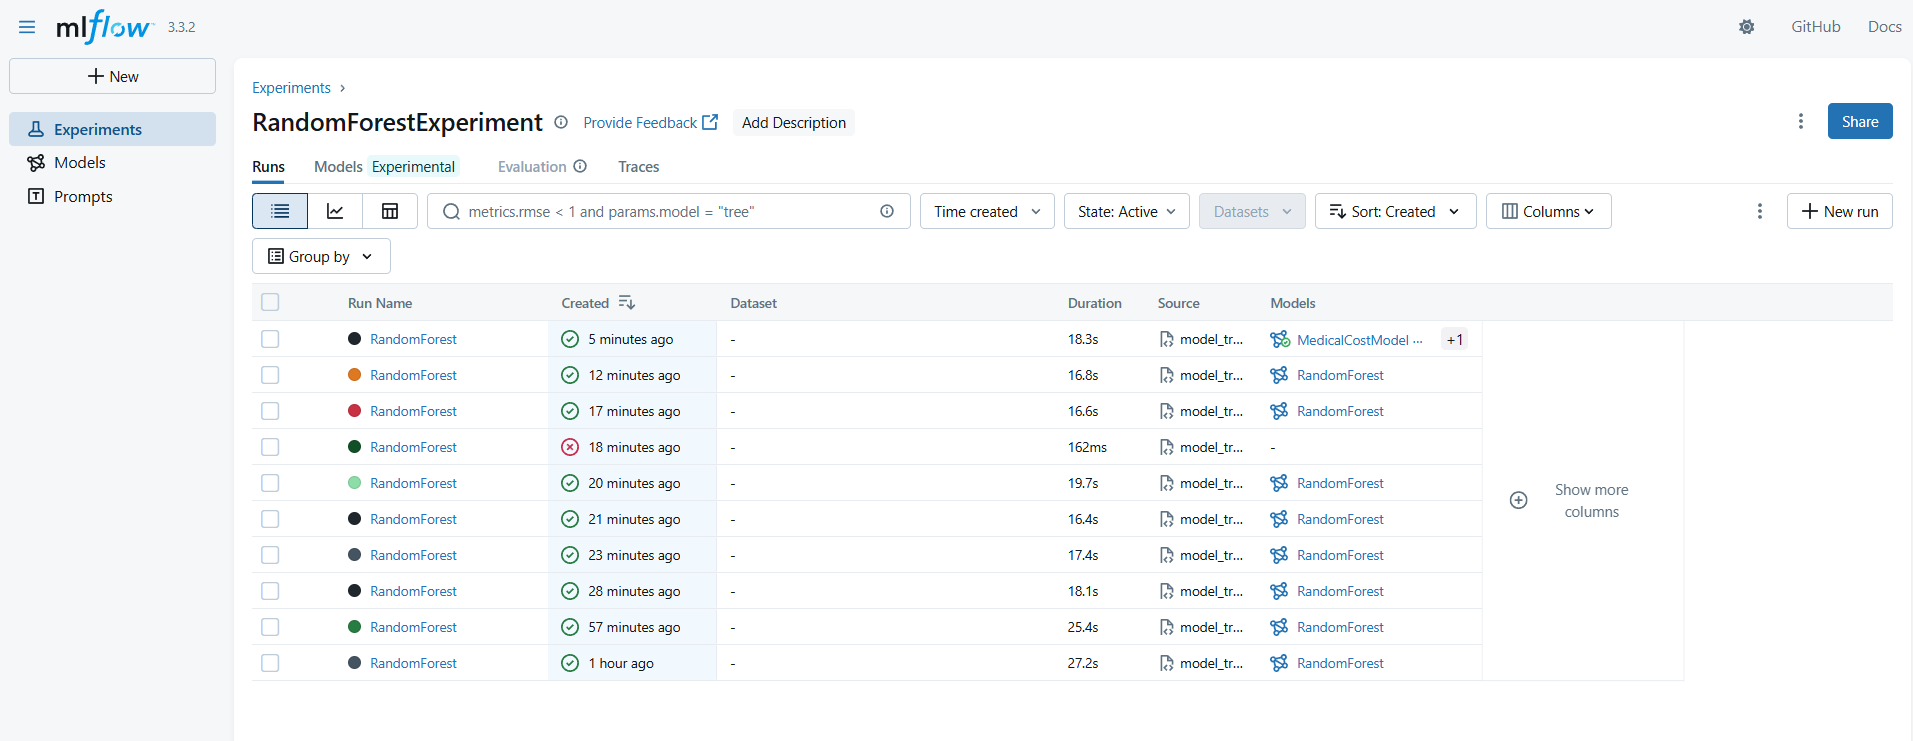 mlflow 3.3.2 GitHub Docs
New
Experiments
Models
Prompts
Experiments ›
RandomForestExperiment Provide Feedback Add Description Share
Runs Models Experimental Evaluation Traces
metrics.rmse < 1 and params.model = "tree" Time created State: Active Datasets Sort: Created Columns New run
Group by
Run Name Created Dataset Duration Source Models
RandomForest 5 minutes ago - 18.3s model_tr... MedicalCostModel ... +1
RandomForest 12 minutes ago - 16.8s model_tr... RandomForest
RandomForest 17 minutes ago - 16.6s model_tr... RandomForest
RandomForest 18 minutes ago - 162ms model_tr... -
RandomForest 20 minutes ago - 19.7s model_tr... RandomForest
RandomForest 21 minutes ago - 16.4s model_tr... RandomForest
RandomForest 23 minutes ago - 17.4s model_tr... RandomForest
RandomForest 28 minutes ago - 18.1s model_tr... RandomForest
RandomForest 57 minutes ago - 25.4s model_tr... RandomForest
RandomForest 1 hour ago - 27.2s model_tr... RandomForest
Show more
columns